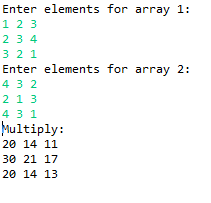 Enter elements for array 1:
1 2 3
2 3 4
3 2 1
Enter elements for array 2:
4 3 2
2 1 3
4 3 1
Multiply:
20 14 11
30 21 17
20 14 13